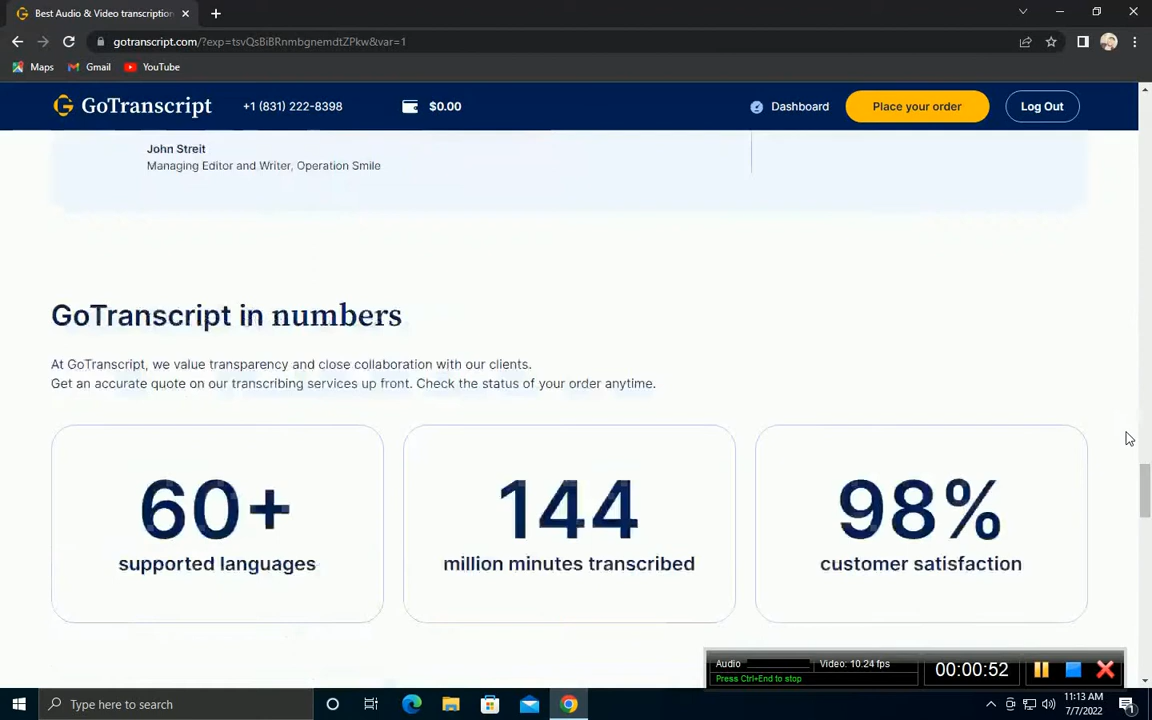 Best Audio & Video transcription
gotranscript.com/?exp=tsvQsBiBRnmbgnemdtZPkw&var=1
Maps
Gmail
YouTube
GoTranscript
+1 (831) 222-8398
$0.00
Dashboard
Place your order
Log Out
John Streit
Managing Editor and Writer, Operation Smile
GoTranscript in numbers
At GoTranscript, we value transparency and close collaboration with our clients.
Get an accurate quote on our transcribing services up front. Check the status of your order anytime.
60+
supported languages
144
million minutes transcribed
98%
customer satisfaction
Audio
Video: 10.24 fps
Press Ctrl+End to stop
00:00:52
Type here to search
11:13 AM
7/7/2022
1